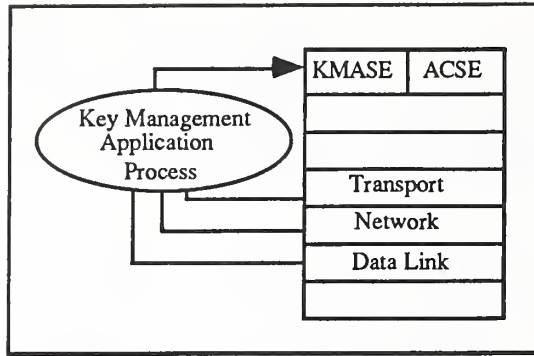 KMASE ACSE
Key Management
Application
Process
Transport
Network
Data Link